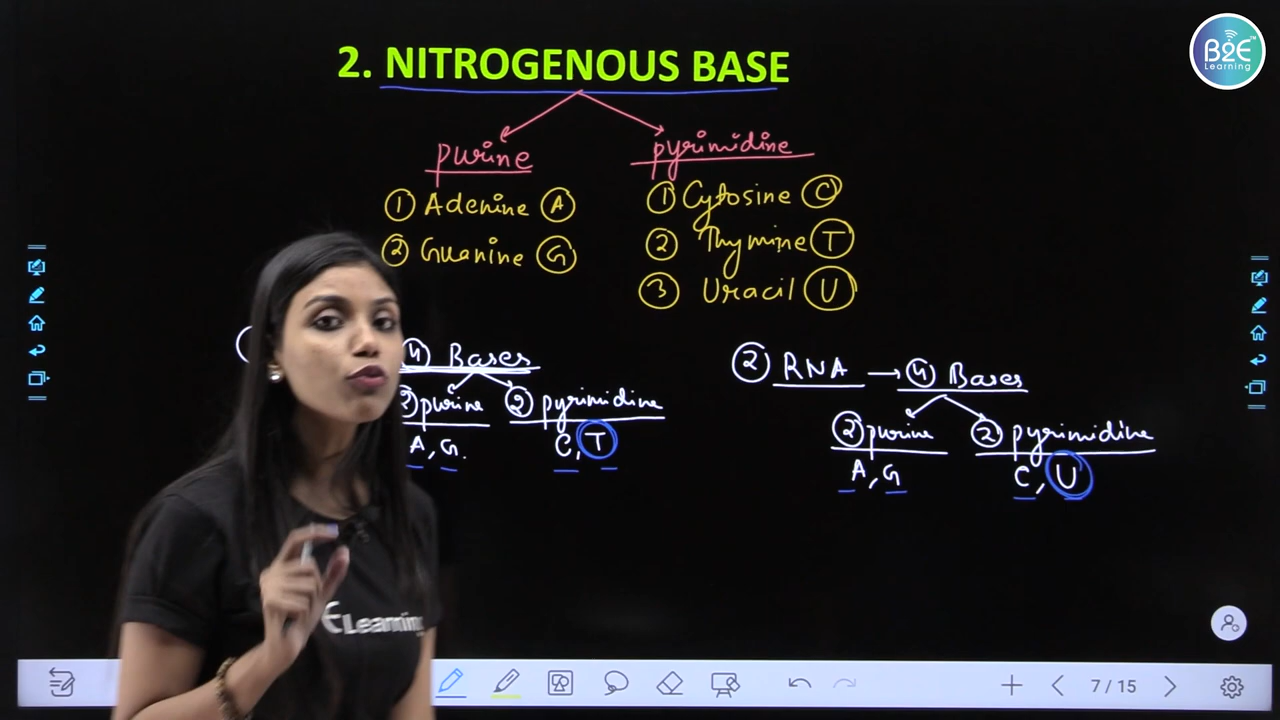 B2E
Learning
2. NITROGENOUS BASE
purine
pyrimidine
① Adenine Ⓐ
② Guanine Ⓖ
① Cytosine Ⓒ
② Thymine Ⓣ
③ Uracil Ⓤ
④ Bases
② purine ② pyrimidine
A, G.
C, T
② RNA → ④ Bases
② purine ② pyrimidine
A, G
C, U
E Learning
7 / 15